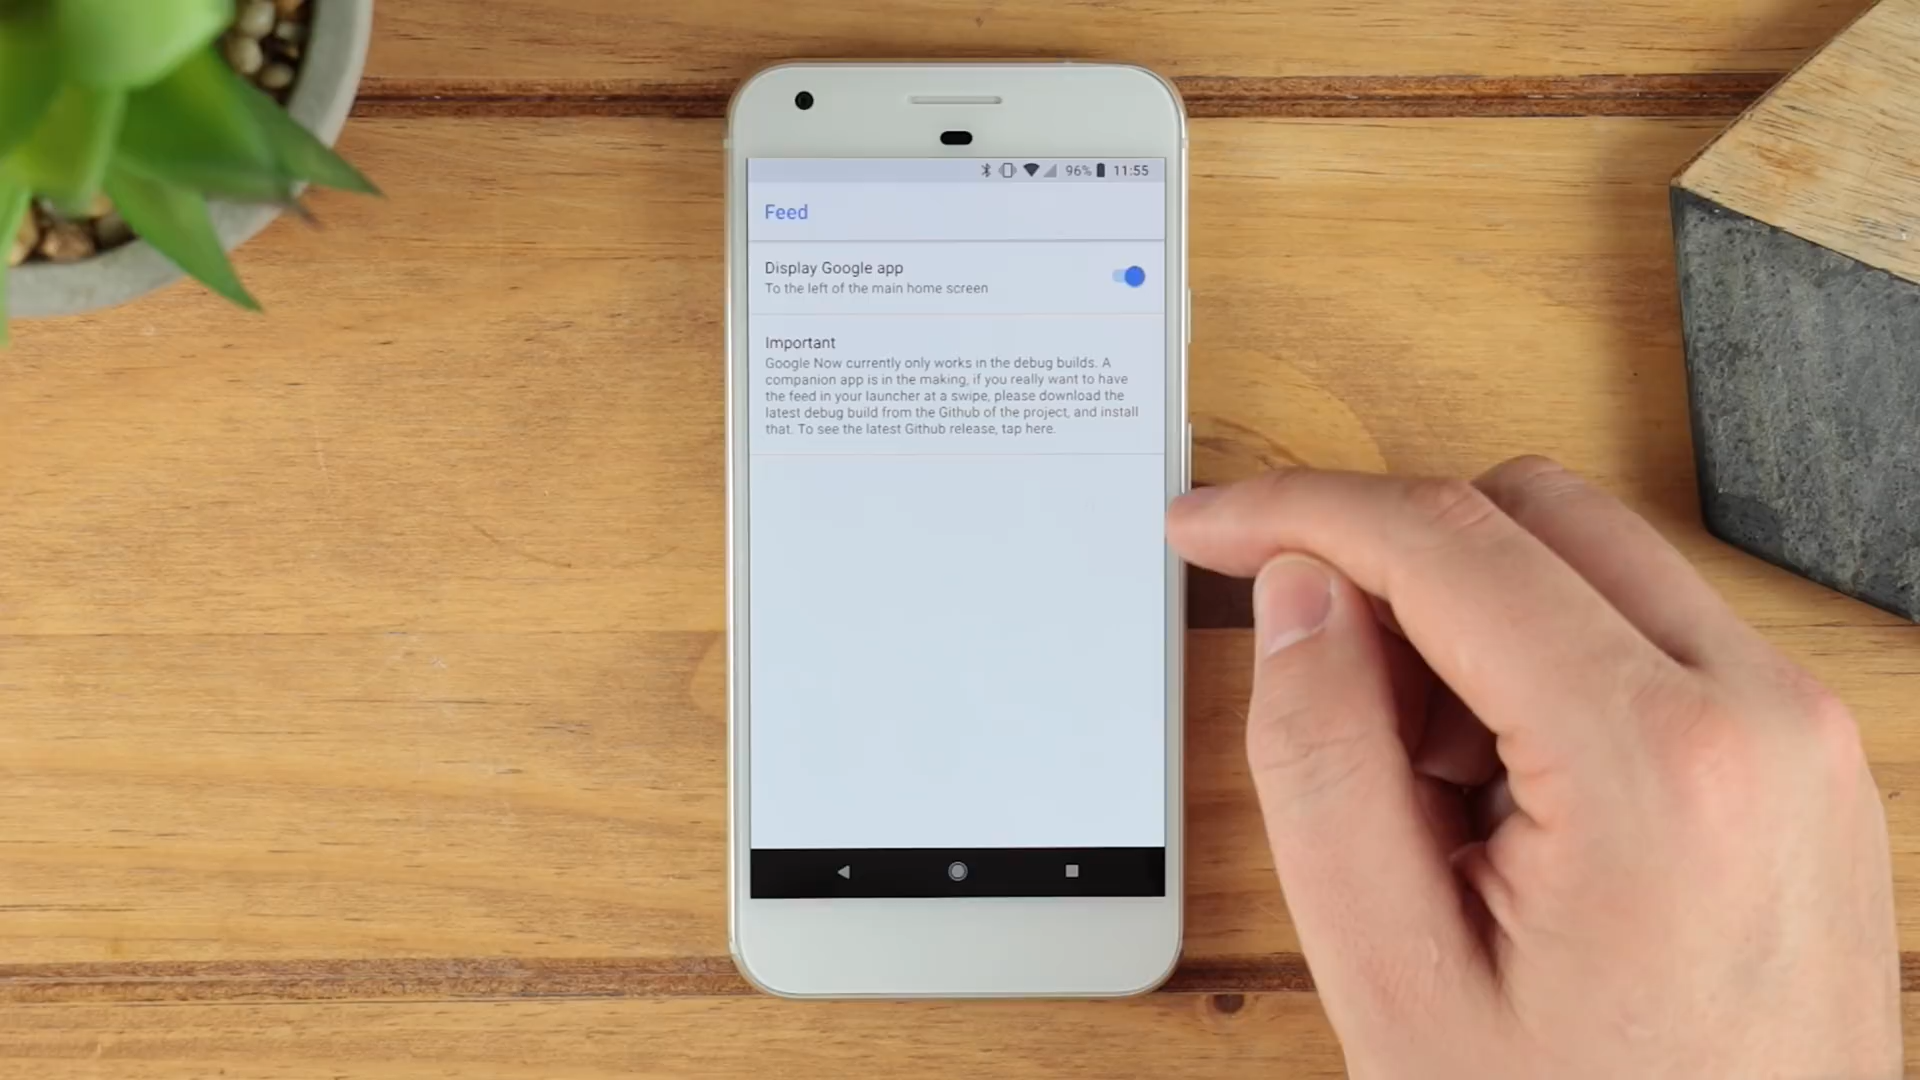 96% 11:55
Feed
Display Google app
To the left of the main home screen
Important
Google Now currently only works in the debug builds. A
companion app is in the making, if you really want to have
the feed in your launcher at a swipe, please download the
latest debug build from the Github of the project, and install
that. To see the latest Github release, tap here.